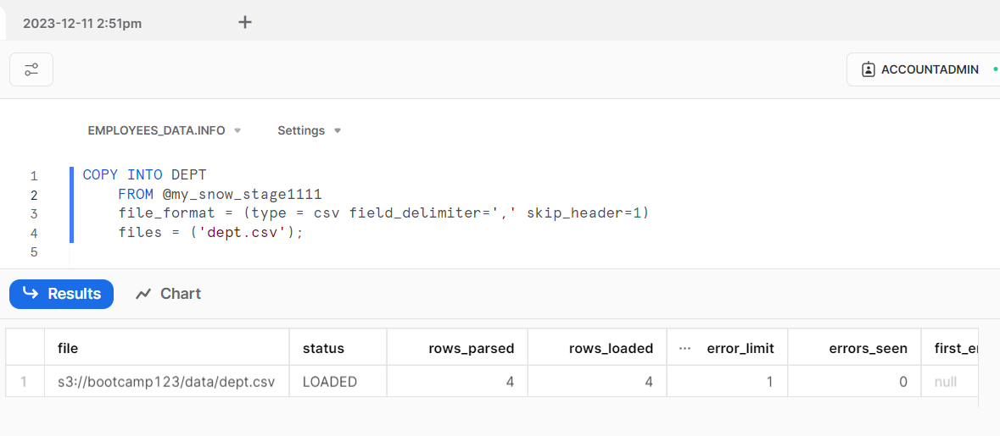 2023-12-11 2:51pm +
ACCOUNTADMIN
EMPLOYEES_DATA.INFO Settings
1 COPY INTO DEPT
2 FROM @my_snow_stage1111
3 file_format = (type = csv field_delimiter=',' skip_header=1)
4 files = ('dept.csv');
5
Results Chart
file status rows_parsed rows_loaded ... error_limit errors_seen first_er
1 s3://bootcamp123/data/dept.csv LOADED 4 4 1 0 null